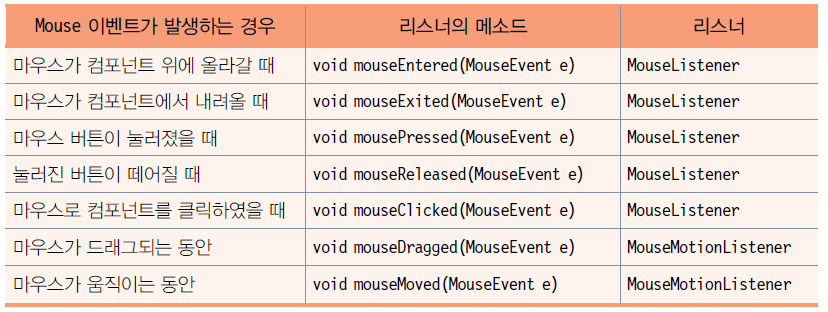 Mouse 이벤트가 발생하는 경우 리스너의 메소드 리스너
마우스가 컴포넌트 위에 올라갈 때 void mouseEntered(MouseEvent e) MouseListener
마우스가 컴포넌트에서 내려올 때 void mouseExited(MouseEvent e) MouseListener
마우스 버튼이 눌러졌을 때 void mousePressed(MouseEvent e) MouseListener
눌러진 버튼이 떼어질 때 void mouseReleased(MouseEvent e) MouseListener
마우스로 컴포넌트를 클릭하였을 때 void mouseClicked(MouseEvent e) MouseListener
마우스가 드래그되는 동안 void mouseDragged(MouseEvent e) MouseMotionListener
마우스가 움직이는 동안 void mouseMoved(MouseEvent e) MouseMotionListener